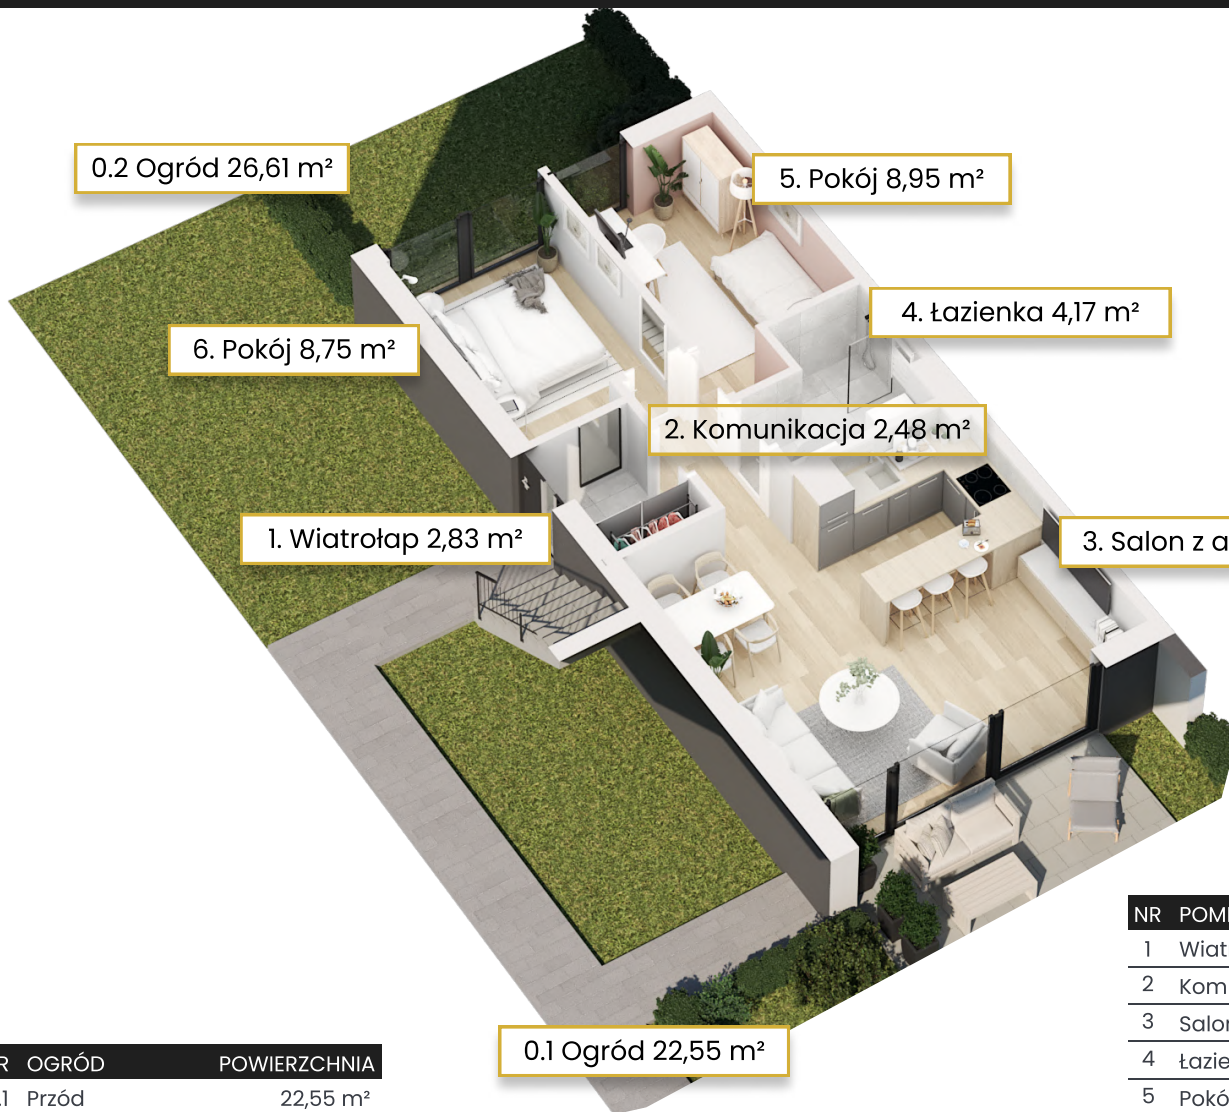 0.2 Ogród 26,61 m²
5. Pokój 8,95 m²
4. Łazienka 4,17 m²
6. Pokój 8,75 m²
2. Komunikacja 2,48 m²
1. Wiatrołap 2,83 m²
3. Salon z a
0.1 Ogród 22,55 m²
NR POM
1 Wiat
2 Kom
3 Salon
4 Łazie
5 Pokó
R OGRÓD POWIERZCHNIA
.1 Przód 22,55 m²